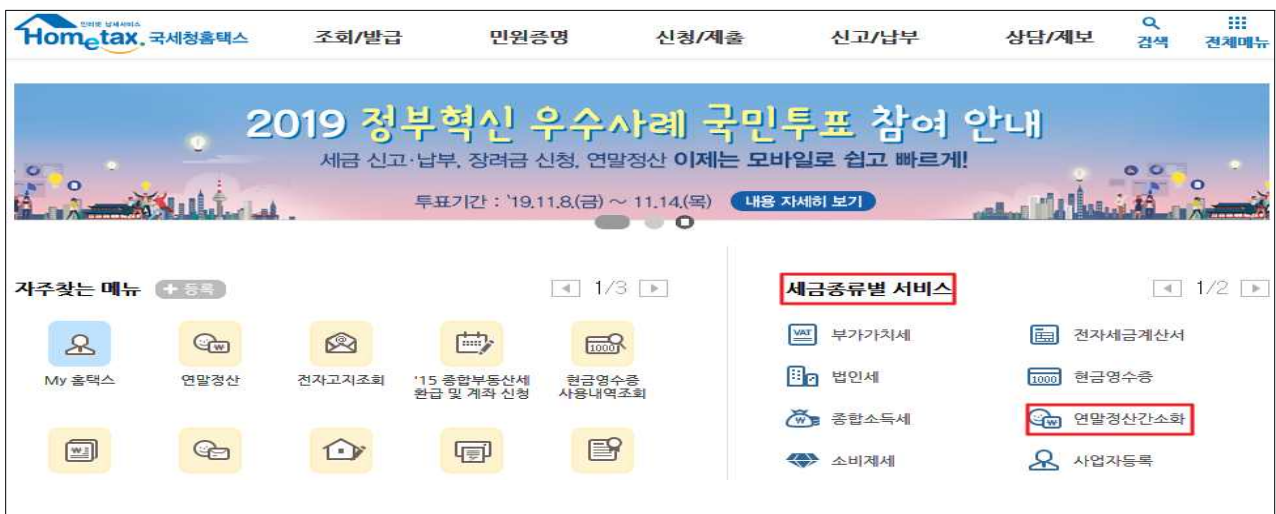 인터넷 납세서비스
Hometax. 국세청홈택스
조회/발급
민원증명
신청/제출
신고/납부
상담/제보
검색
전체메뉴
2019 정부혁신 우수사례 국민투표 참여 안내
세금 신고·납부, 장려금 신청, 연말정산 이제는 모바일로 쉽고 빠르게!
투표기간 : '19.11.8.(금) ~ 11.14.(목) 내용 자세히 보기
자주찾는 메뉴 + 등록 1/3
My 홈택스
연말정산
전자고지조회
'15 종합부동산세
환급 및 계좌 신청
현금영수증
사용내역조회
세금종류별 서비스 1/2
VAT 부가가치세
전자세금계산서
법인세
1000 현금영수증
종합소득세
연말정산간소화
소비제세
사업자등록